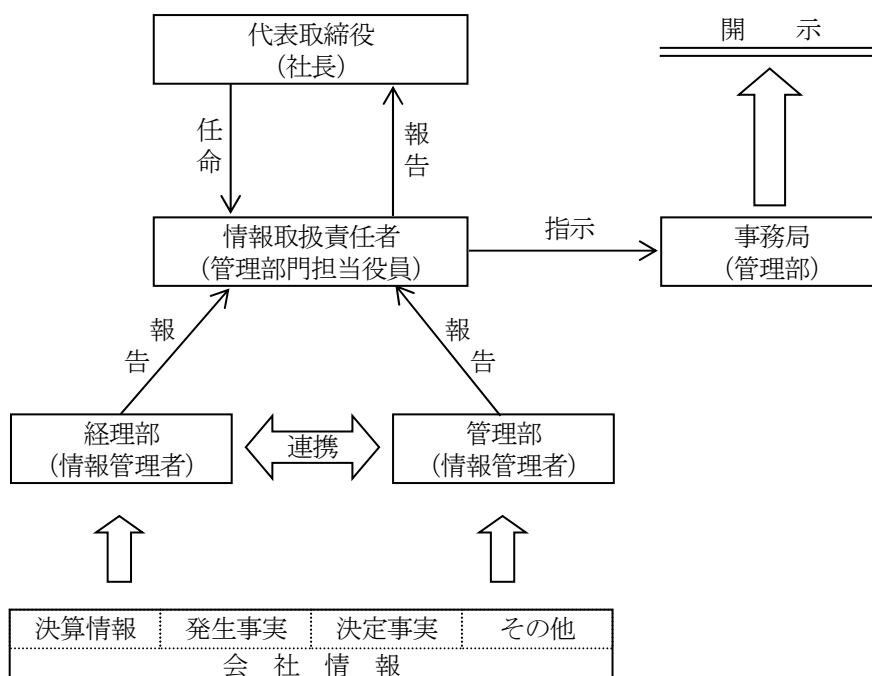 代表取締役
（社長）
開　　示
任命
報告
情報取扱責任者
（管理部門担当役員）
指示
事務局
（管理部）
報告
報告
経理部
（情報管理者）
連携
管理部
（情報管理者）
決算情報　発生事実　決定事実　その他
会　社　情　報